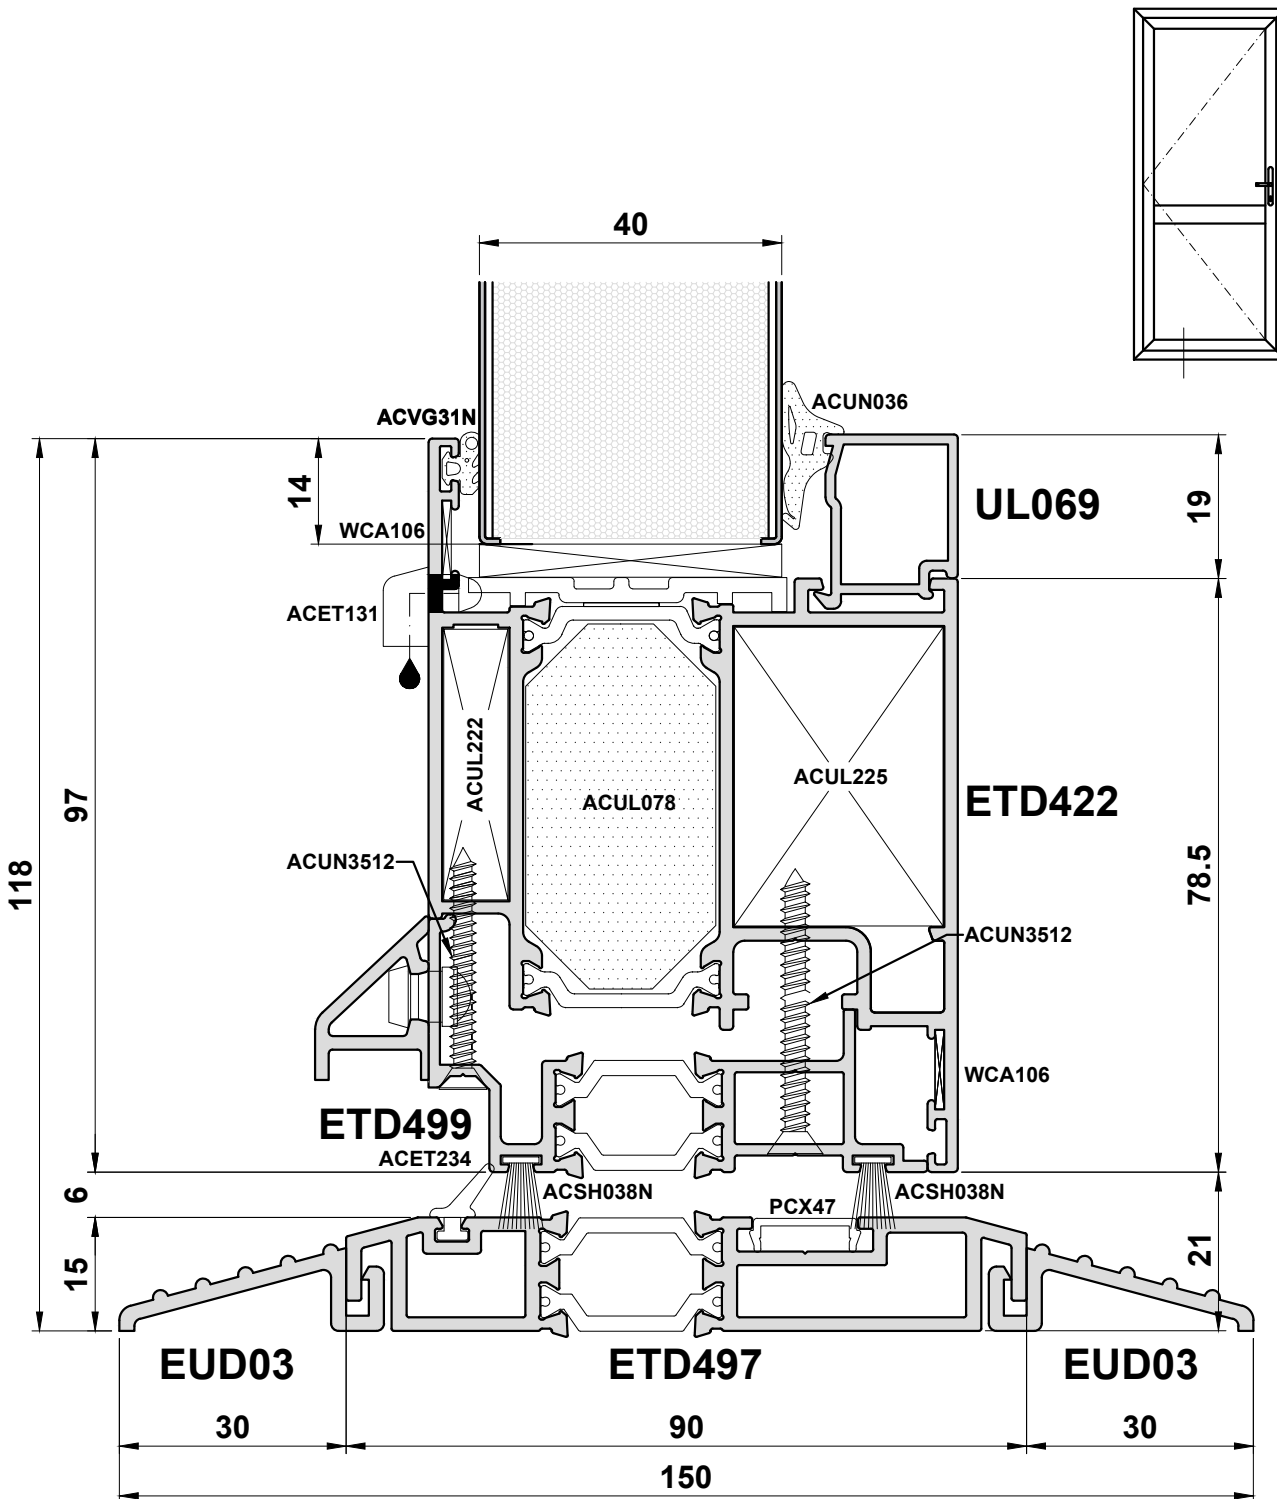 40
ACVG31N
ACUN036
14
WCA106
UL069
19
ACET131
ACUL222
ACUL078
ACUL225
ETD422
97
118
78.5
ACUN3512
ACUN3512
WCA106
ETD499
ACET234
ACSH038N
ACSH038N
PCX47
6
15
21
EUD03
ETD497
EUD03
30
90
30
150